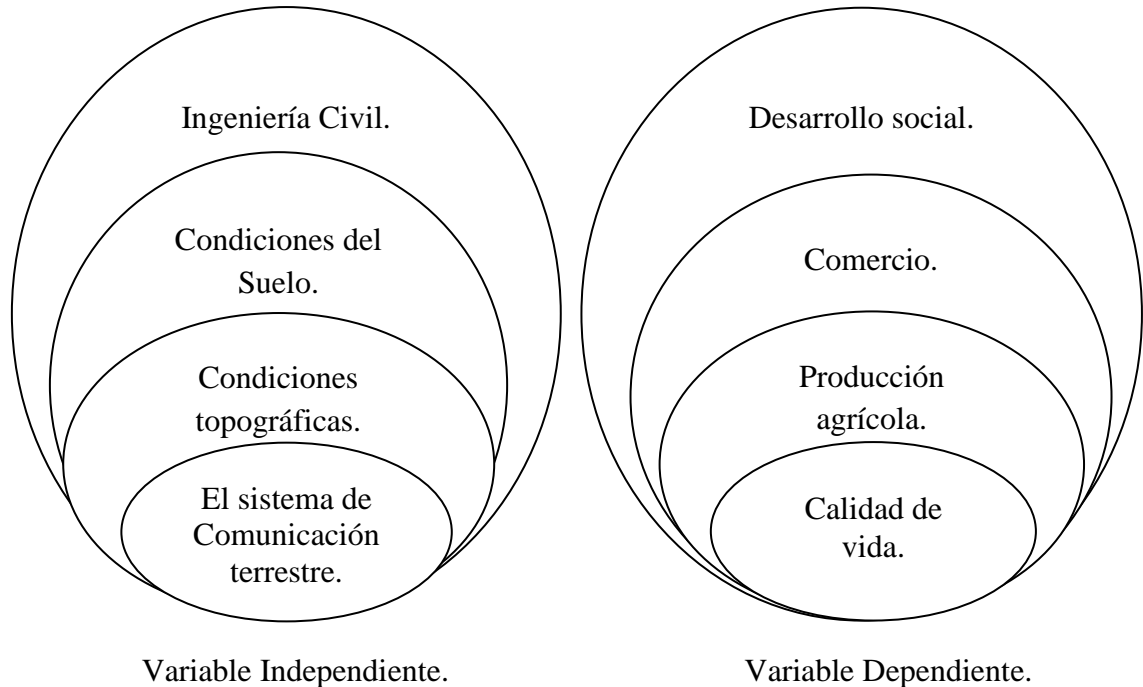 Ingeniería Civil.
Condiciones del
Suelo.
Condiciones
topográficas.
El sistema de
Comunicación
terrestre.
Variable Independiente.
Desarrollo social.
Comercio.
Producción
agrícola.
Calidad de
vida.
Variable Dependiente.